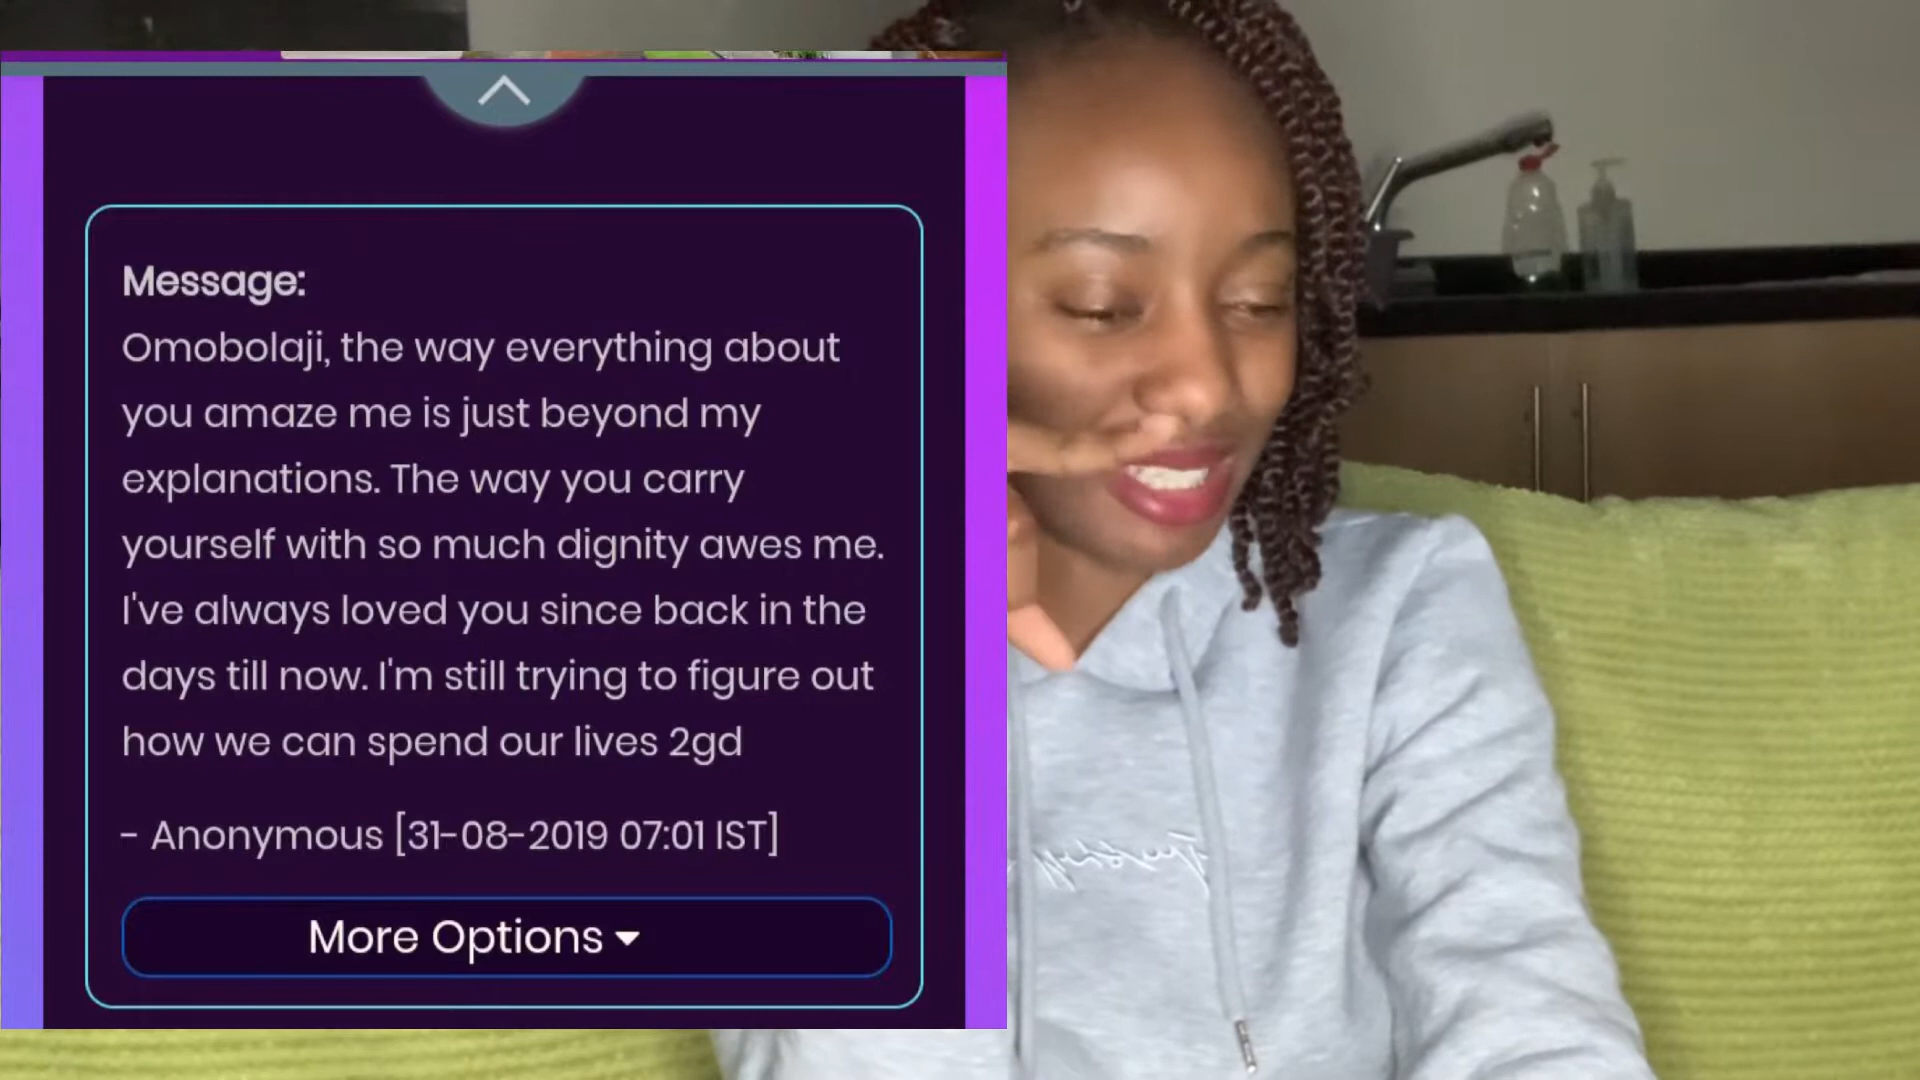 Message:
Omobolaji, the way everything about
you amaze me is just beyond my
explanations. The way you carry
yourself with so much dignity awes me.
I've always loved you since back in the
days till now. I'm still trying to figure out
how we can spend our lives 2gd
- Anonymous [31-08-2019 07:01 IST]
More Options